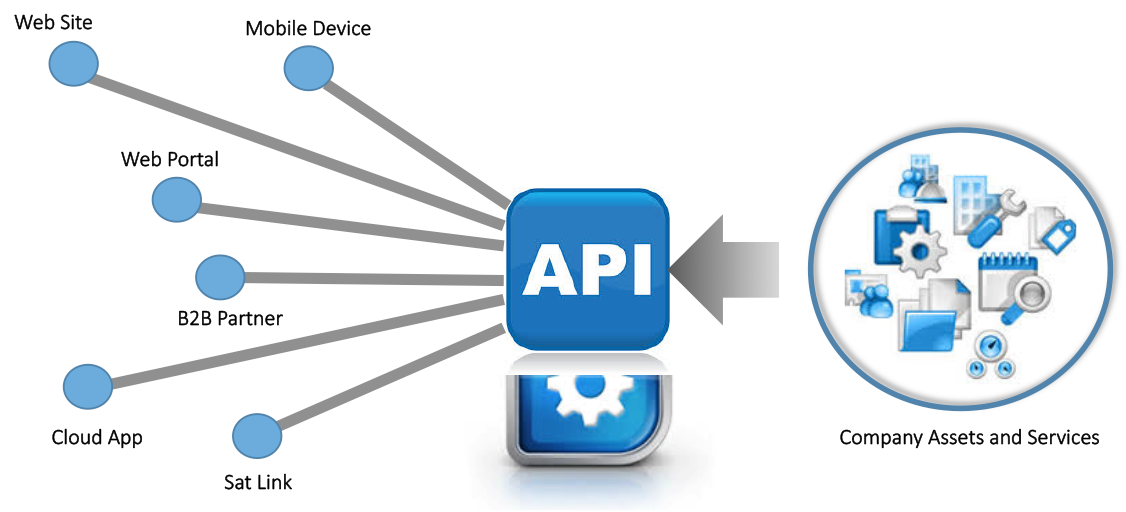 Web Site
Mobile Device
Web Portal
API
B2B Partner
Cloud App
Company Assets and Services
Sat Link